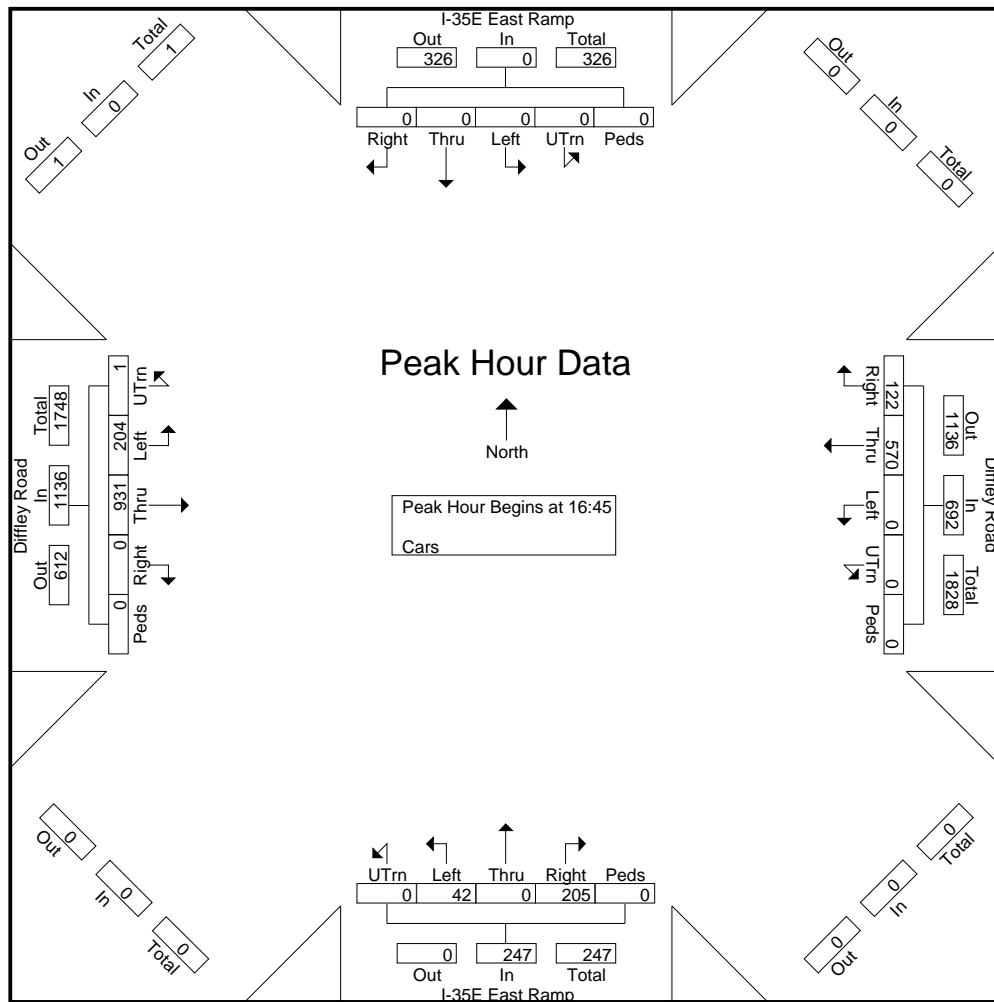 I-35E East Ramp
Out In Total
326 0 326
0 0 0 0 0
Right Thru Left UTrn Peds
Total
1
In
0
Out
1
Out
0
In
0
Total
0
Peak Hour Data
North
Peak Hour Begins at 16:45
Cars
Diffley Road
Total In Out
1748 1136 612
1 204 931 0 0
UTrn Left Thru Right Peds
Right Thru Left UTrn Peds
122 570 0 0 0
Out In Total
1136 692 1828
Diffley Road
Out
0
In
0
Total
0
Total
0
In
0
Out
0
UTrn Left Thru Right Peds
0 42 0 205 0
0 247 247
Out In Total
I-35E East Ramp